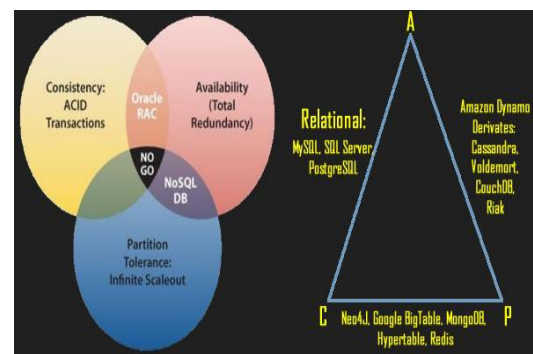 Consistency:
ACID
Transactions
Oracle
RAC
Availability
(Total
Redundancy)
NO
GO
NoSQL
DB
Partition
Tolerance:
Infinite Scaleout
A
Relational:
MySQL, SQL Server,
PostgreSQL
Amazon Dynamo
Derivates:
Cassandra,
Voldemort,
CouchDB,
Riak
C
P
Neo4J, Google BigTable, MongoDB,
Hypertable, Redis